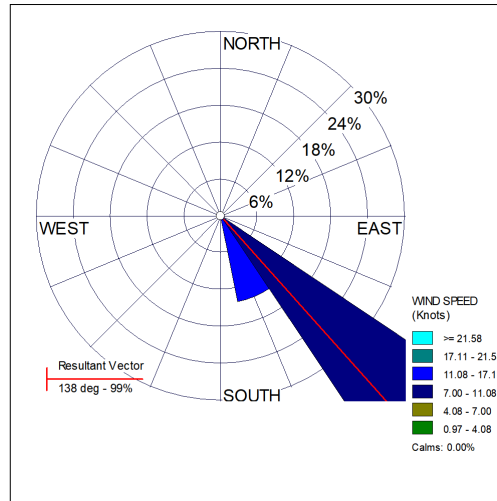 NORTH
30%
24%
18%
12%
6%
WEST
EAST
WIND SPEED
(Knots)
>= 21.58
17.11 - 21.5
11.08 - 17.1
7.00 - 11.08
4.08 - 7.00
0.97 - 4.08
Calms: 0.00%
Resultant Vector
138 deg - 99%
SOUTH